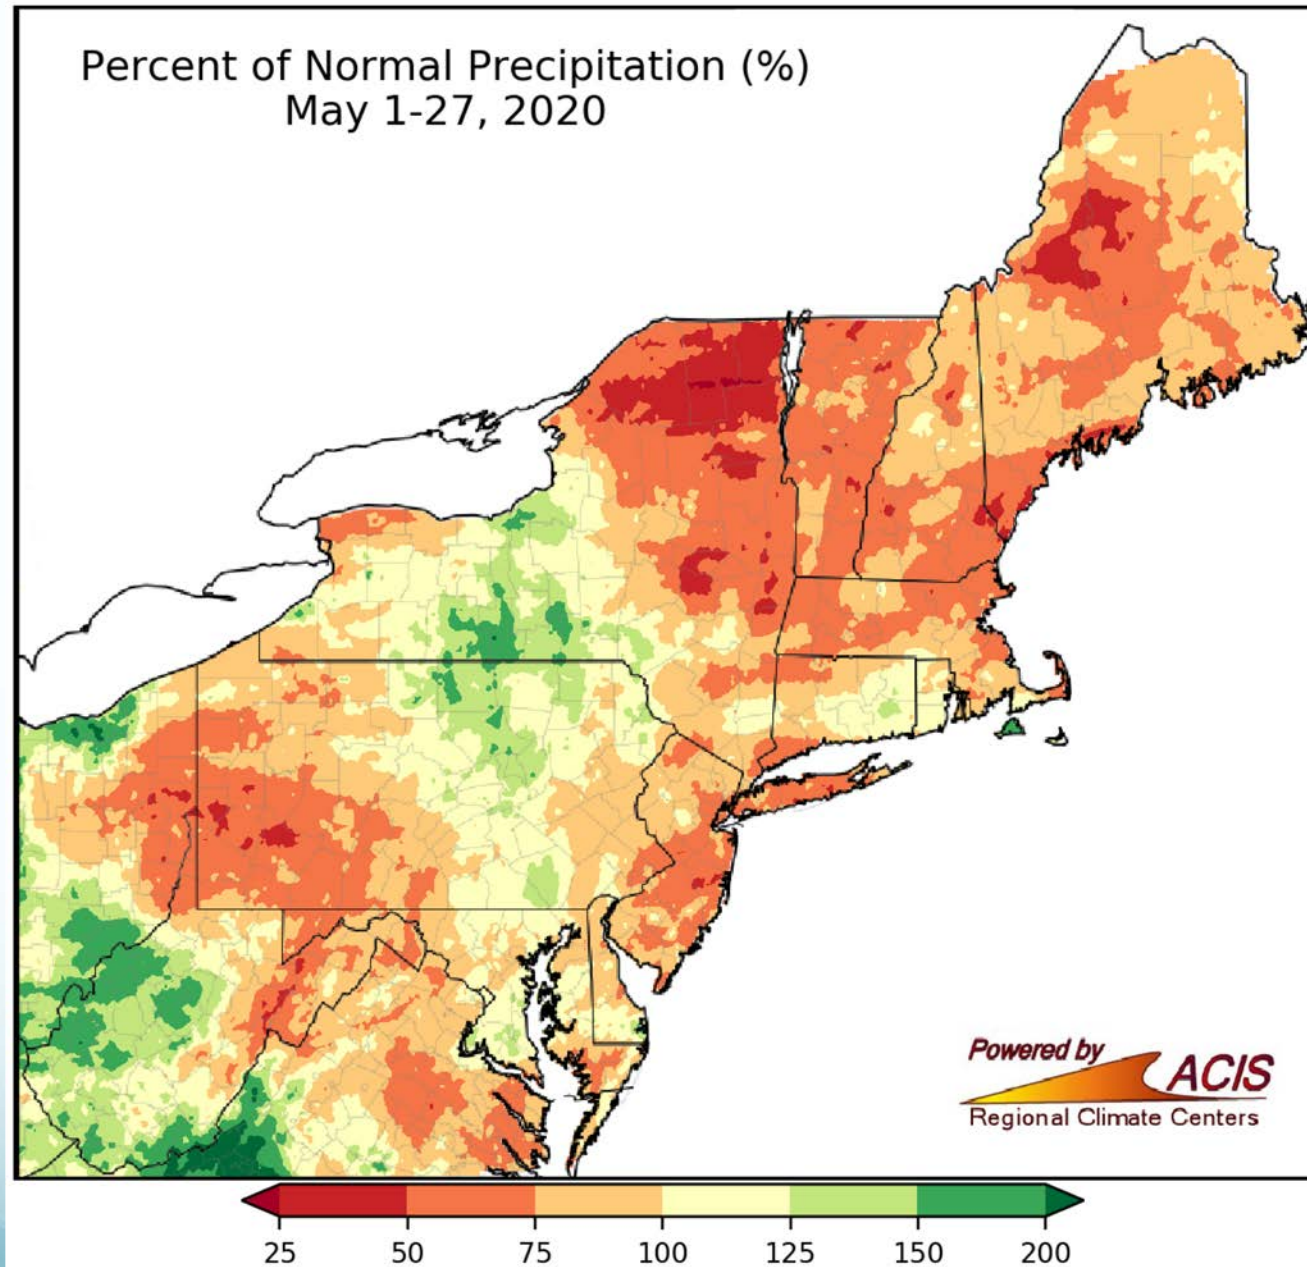 Percent of Normal Precipitation (%)
May 1-27, 2020
Powered by
ACIS
Regional Climate Centers
25 50 75 100 125 150 200